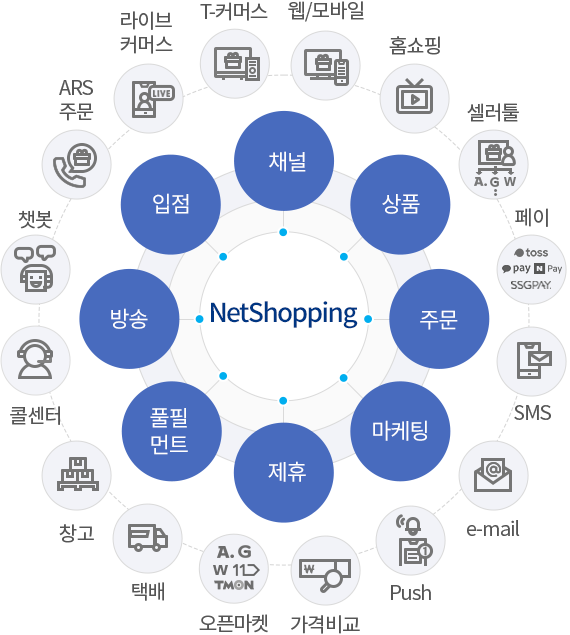 T-커머스
웹/모바일
라이브
커머스
LIVE
홈쇼핑
ARS
주문
셀러툴
A. G W
채널
입점
상품
챗봇
페이
toss
pay N Pay
SSGPAY.
방송
NetShopping
주문
콜센터
SMS
풀필
먼트
마케팅
@
제휴
창고
e-mail
1
택배
A. G
W 11
TMON
₩
Push
오픈마켓
가격비교